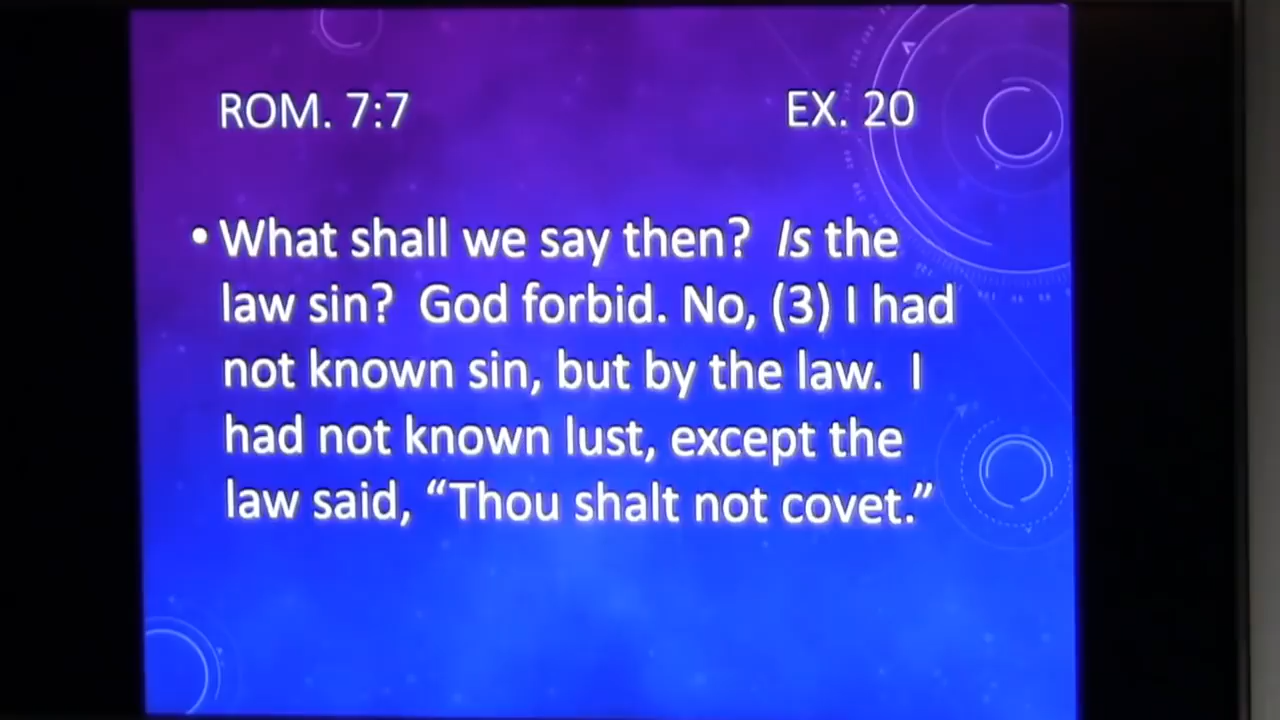 ROM. 7:7 EX. 20
• What shall we say then? Is the
law sin? God forbid. No, (3) I had
not known sin, but by the law. I
had not known lust, except the
law said, “Thou shalt not covet.”